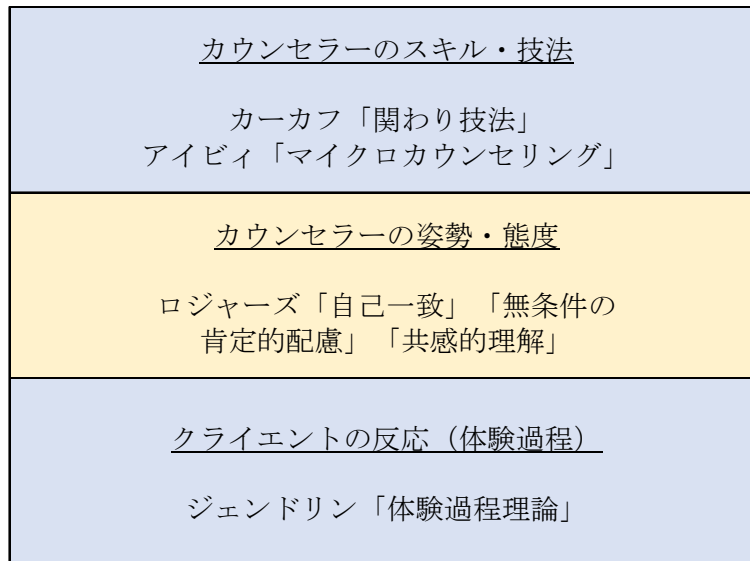 カウンセラーのスキル・技法
カーカフ「関わり技法」
アイビィ「マイクロカウンセリング」
カウンセラーの姿勢・態度
ロジャーズ「自己一致」「無条件の
肯定的配慮」「共感的理解」
クライエントの反応（体験過程）
ジェンドリン「体験過程理論」